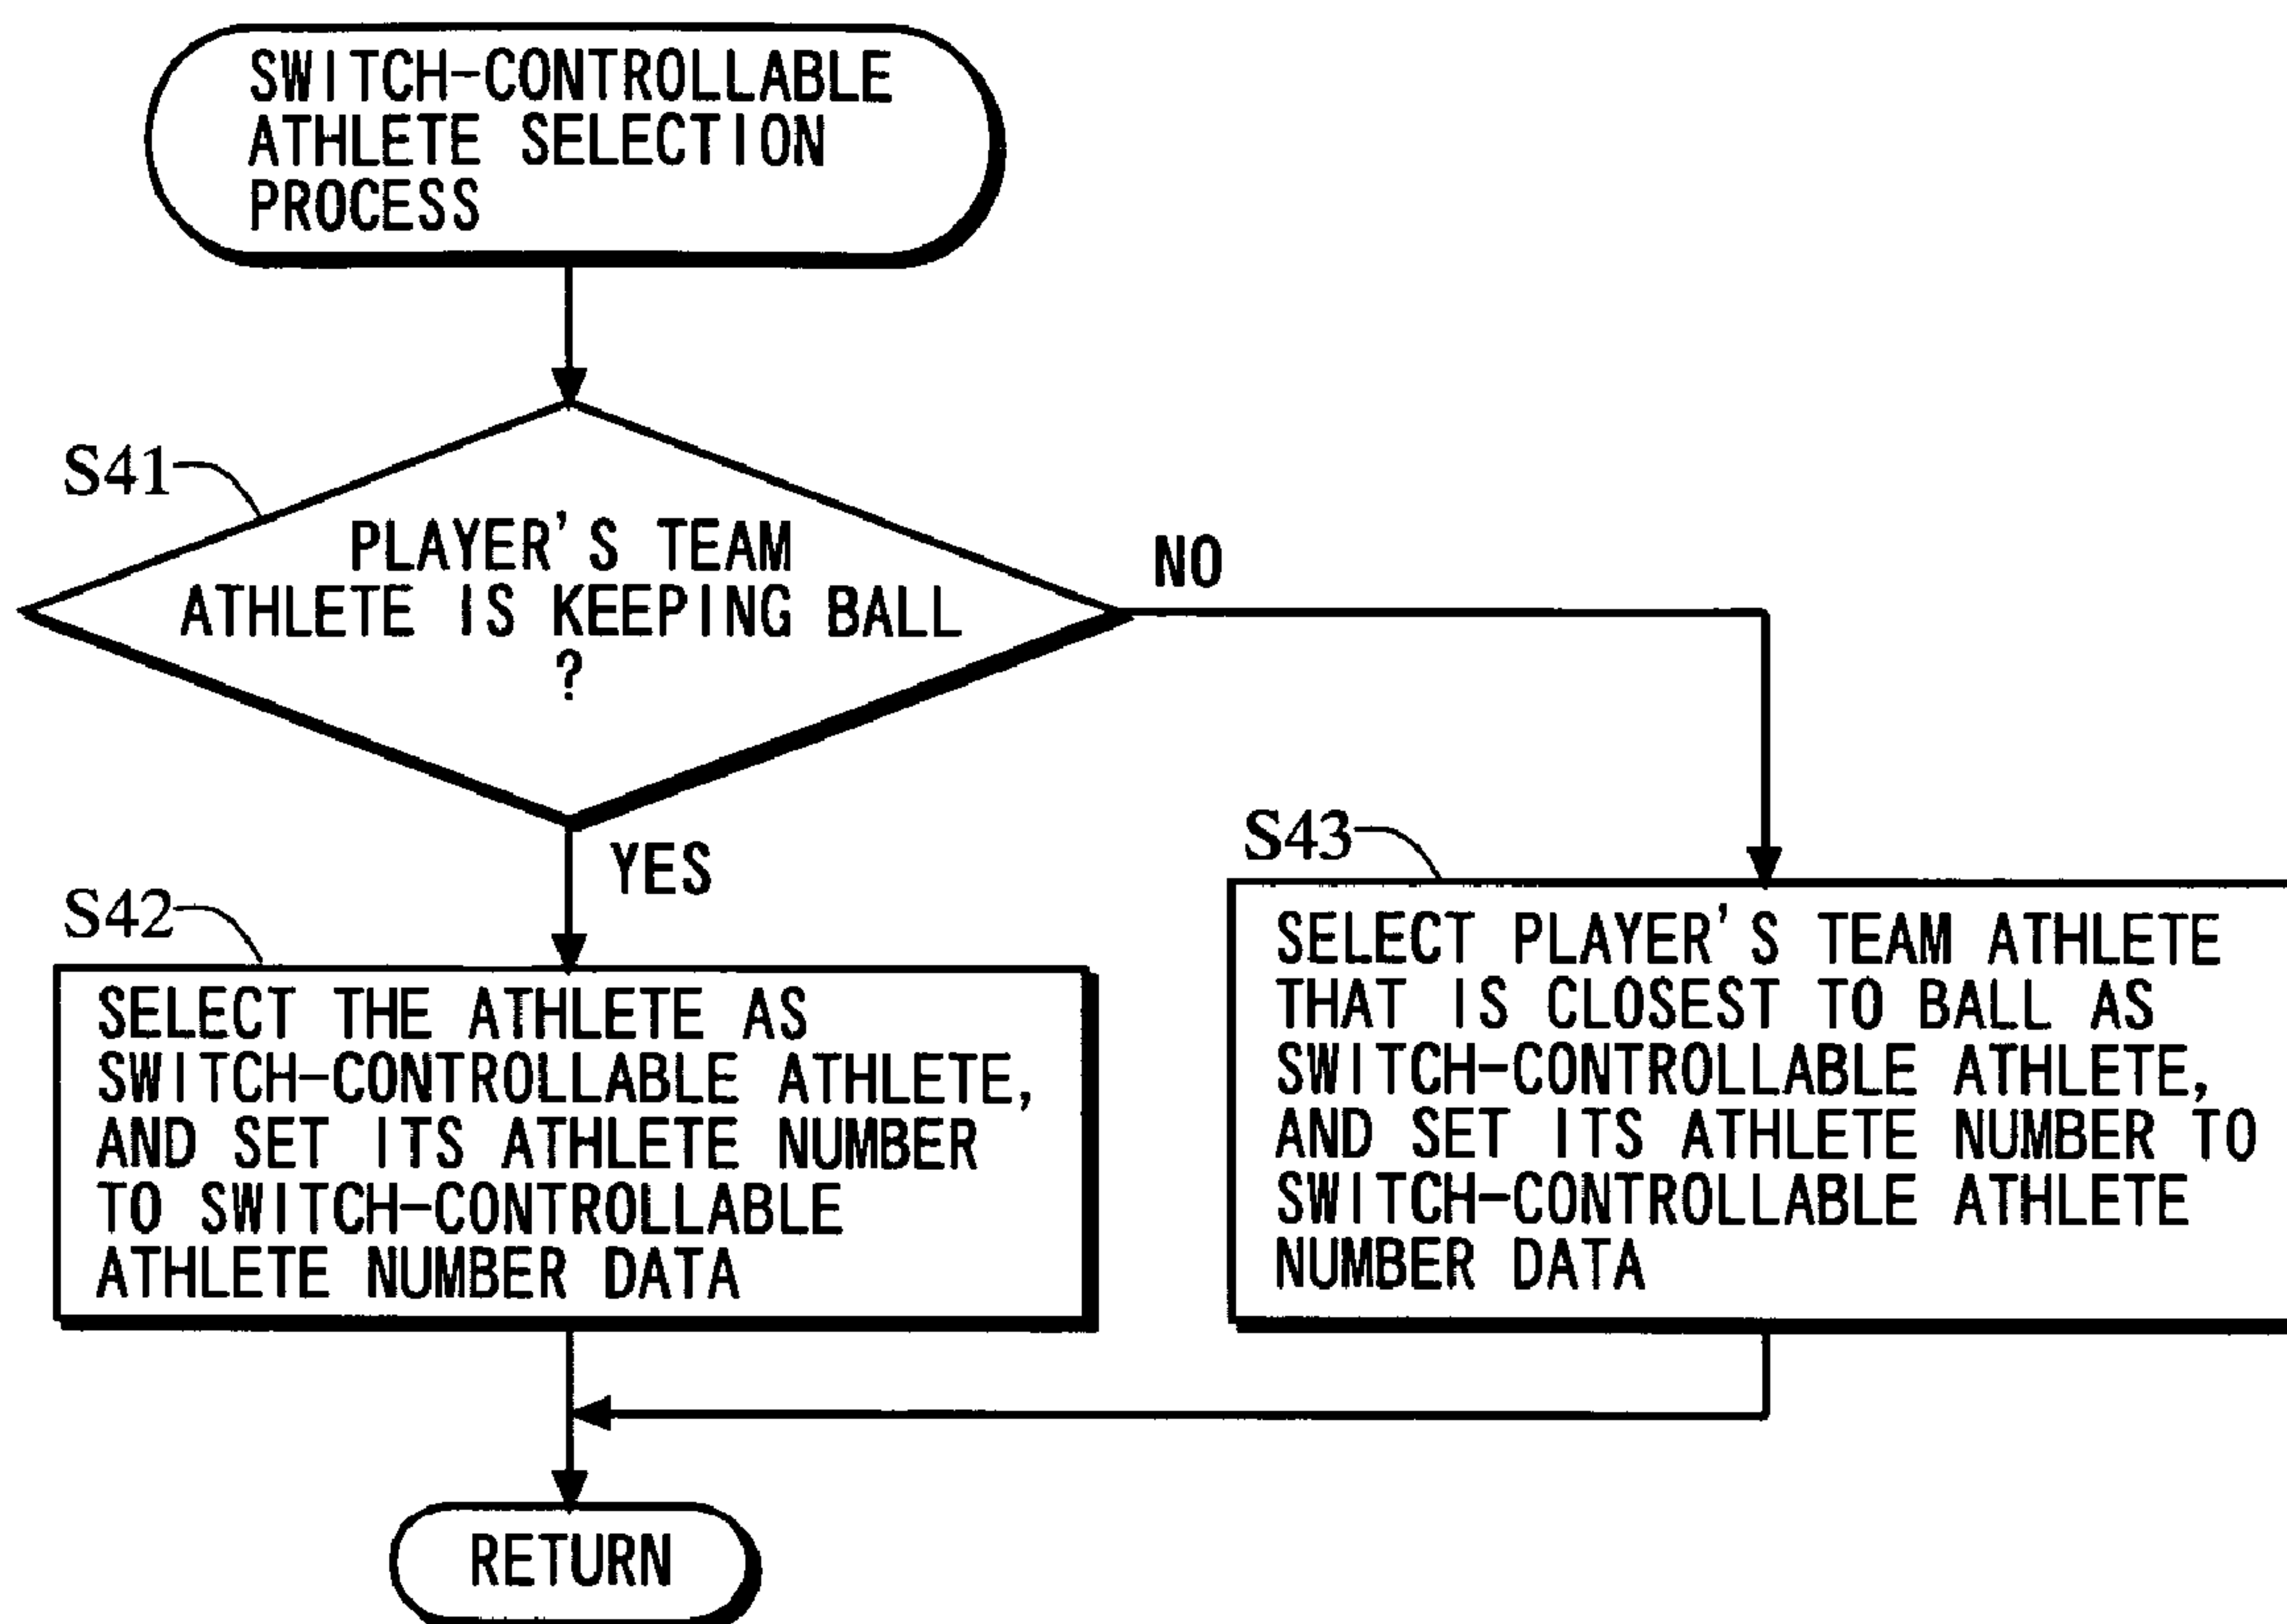 SWITCH-CONTROLLABLE
ATHLETE SELECTION
PROCESS
S41
PLAYER'S TEAM
ATHLETE IS KEEPING BALL
?
NO
YES
S42
SELECT THE ATHLETE AS
SWITCH-CONTROLLABLE ATHLETE,
AND SET ITS ATHLETE NUMBER
TO SWITCH-CONTROLLABLE
ATHLETE NUMBER DATA
S43
SELECT PLAYER'S TEAM ATHLETE
THAT IS CLOSEST TO BALL AS
SWITCH-CONTROLLABLE ATHLETE,
AND SET ITS ATHLETE NUMBER TO
SWITCH-CONTROLLABLE ATHLETE
NUMBER DATA
RETURN